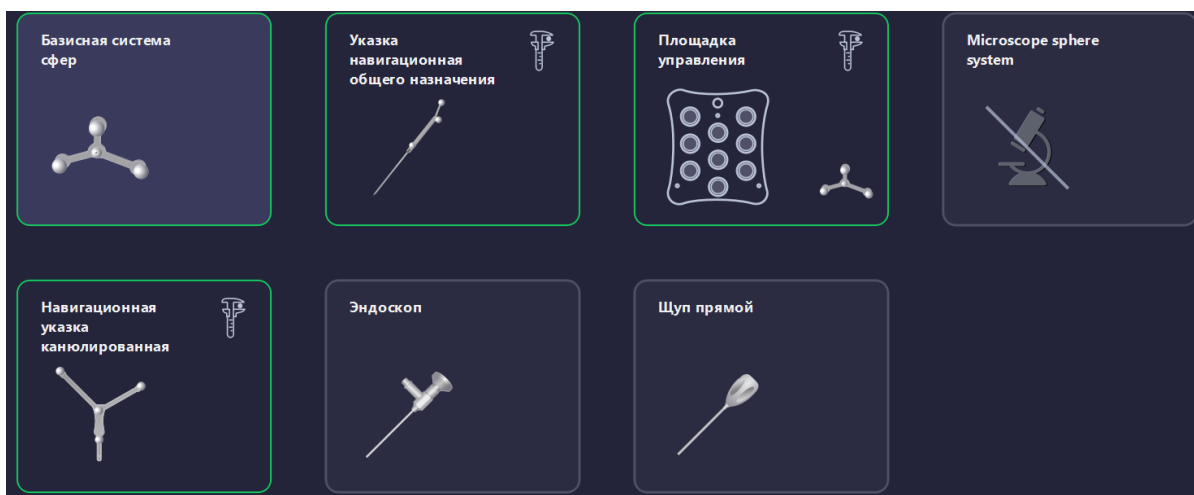 Базисная система
сфер
Указка
навигационная
общего назначения
Площадка
управления
Microscope sphere
system
Навигационная
указка
канюлированная
Эндоскоп
Щуп прямой